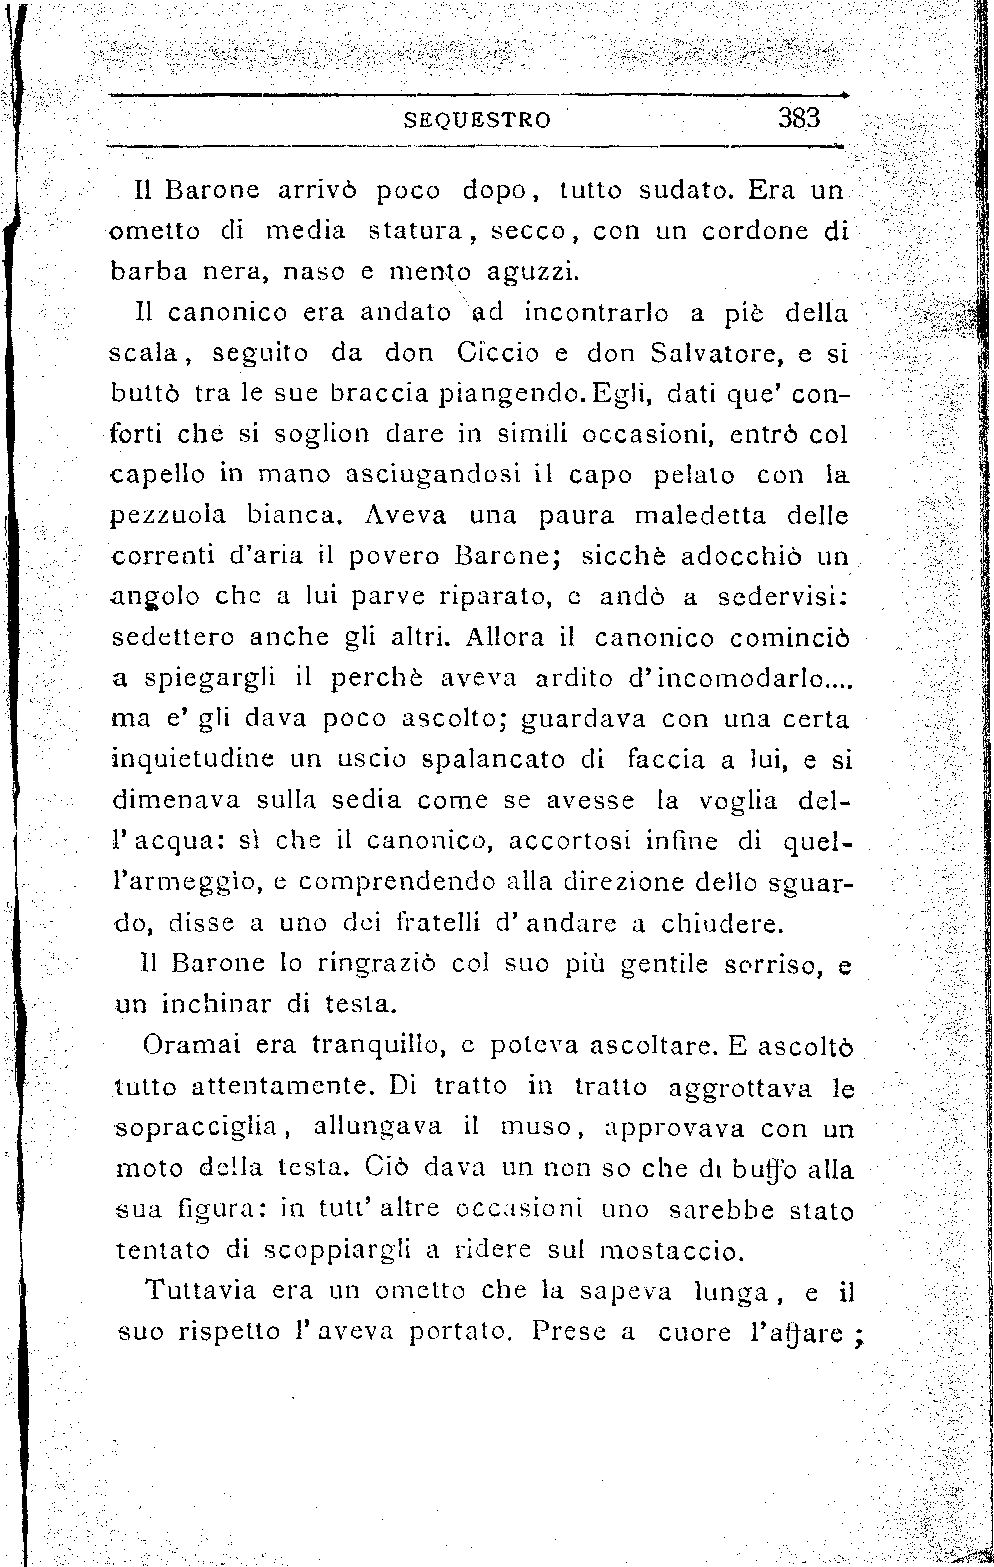 SEQUESTRO 383
Il Barone arrivò poco dopo, tutto sudato. Era un
ometto di media statura, secco, con un cordone di
barba nera, naso e mento aguzzi.
Il canonico era andato ad incontrarlo a piè della
scala, seguito da don Ciccio e don Salvatore, e si
buttò tra le sue braccia piangendo. Egli, dati que' con-
forti che si soglion dare in simili occasioni, entrò col
capello in mano asciugandosi il capo pelato con la
pezzuola bianca. Aveva una paura maledetta delle
correnti d'aria il povero Barone; sicchè adocchiò un
angolo che a lui parve riparato, e andò a sedervisi:
sedettero anche gli altri. Allora il canonico cominciò
a spiegargli il perchè aveva ardito d'incomodarlo....
ma e' gli dava poco ascolto; guardava con una certa
inquietudine un uscio spalancato di faccia a lui, e si
dimenava sulla sedia come se avesse la voglia del-
l'acqua: sì che il canonico, accortosi infine di quel-
l'armeggio, e comprendendo alla direzione dello sguar-
do, disse a uno dei fratelli d'andare a chiudere.
Il Barone lo ringraziò col suo più gentile sorriso, e
un inchinar di testa.
Oramai era tranquillo, e poteva ascoltare. E ascoltò
tutto attentamente. Di tratto in tratto aggrottava le
sopracciglia, allungava il muso, approvava con un
moto della testa. Ciò dava un non so che di buffo alla
sua figura: in tutt'altre occasioni uno sarebbe stato
tentato di scoppiargli a ridere sul mostaccio.
Tuttavia era un ometto che la sapeva lunga, e il
suo rispetto l'aveva portato. Prese a cuore l'affare;